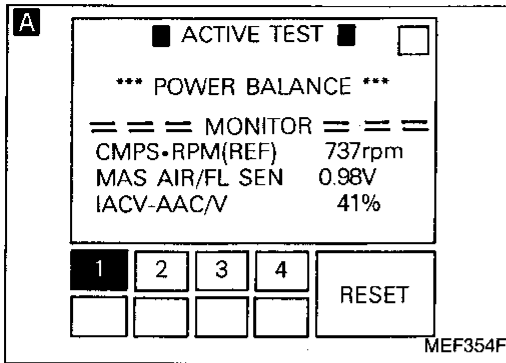 A
ACTIVE TEST
*** POWER BALANCE ***
= = = MONITOR = = =
CMPS•RPM(REF) 737rpm
MAS AIR/FL SEN 0.98V
IACV-AAC/V 41%
1 2 3 4
RESET
MEF354F